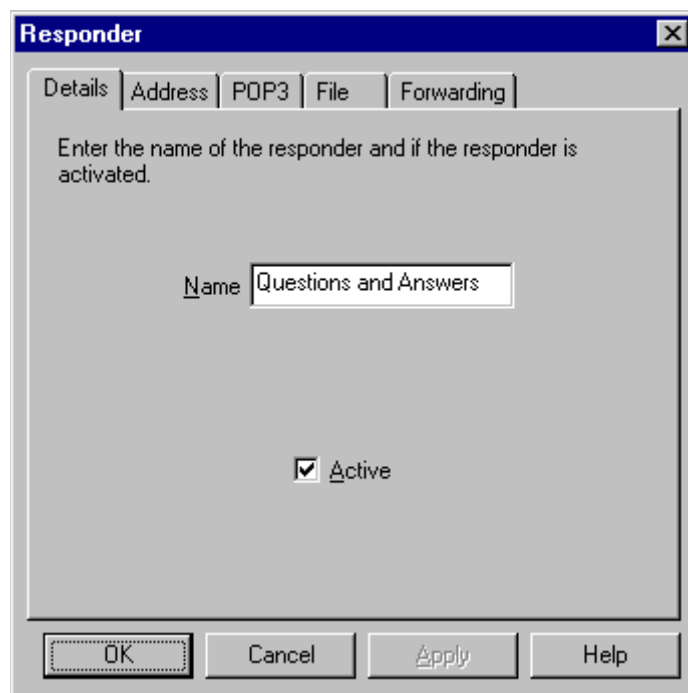 Responder
Details Address POP3 File Forwarding
Enter the name of the responder and if the responder is
activated.
Name Questions and Answers
Active
OK Cancel Apply Help